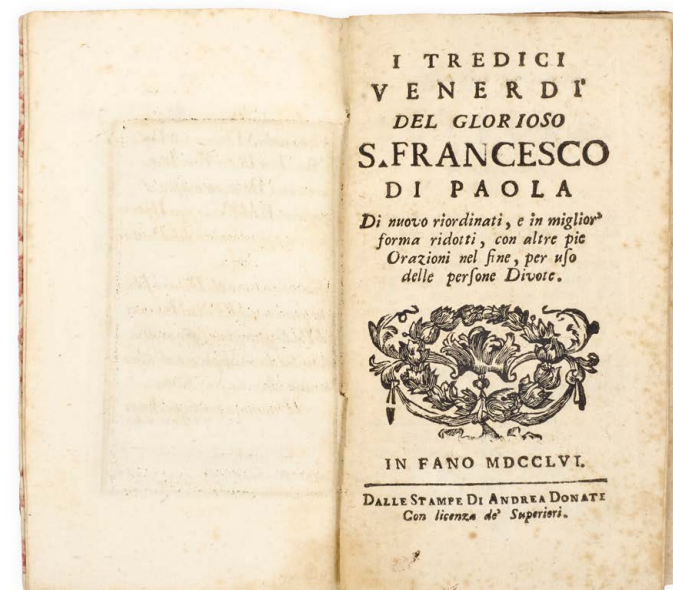 I TREDICI
VENERDI'
DEL GLORIOSO
S. FRANCESCO
DI PAOLA
Di nuovo riordinati, e in miglior'
forma ridotti, con altre pie
Orazioni nel fine, per uſo
delle perſone Divote.
IN FANO MDCCLVI.
DALLE STAMPE DI ANDREA DONATI
Con licenza de' Superiori.